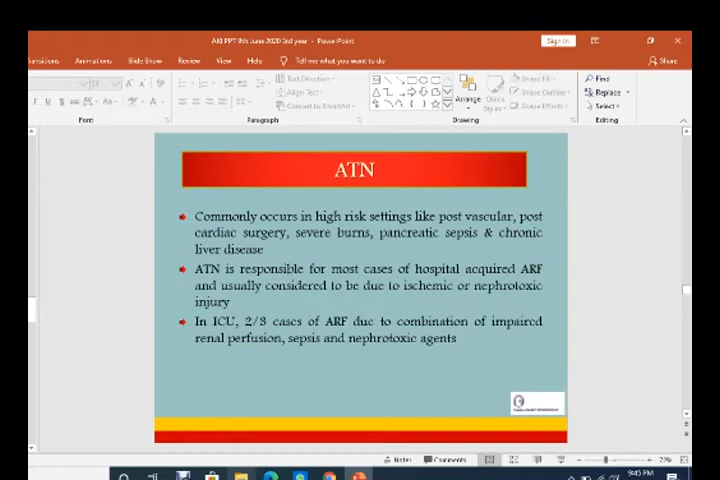 AKI PPT 9th June 2020 3rd year - PowerPoint
Sign in
Transitions Animations Slide Show Review View Help Tell me what you want to do Share
Text Direction
Align Text
Convert to SmartArt
Arrange
Quick Styles
Shape Fill
Shape Outline
Shape Effects
Find
Replace
Select
Font Paragraph Drawing Editing
ATN
Commonly occurs in high risk settings like post vascular, post
cardiac surgery, severe burns, pancreatic sepsis & chronic
liver disease
ATN is responsible for most cases of hospital acquired ARF
and usually considered to be due to ischemic or nephrotoxic
injury
In ICU, 2/3 cases of ARF due to combination of impaired
renal perfusion, sepsis and nephrotoxic agents
Notes Comments 77%
9:45 PM